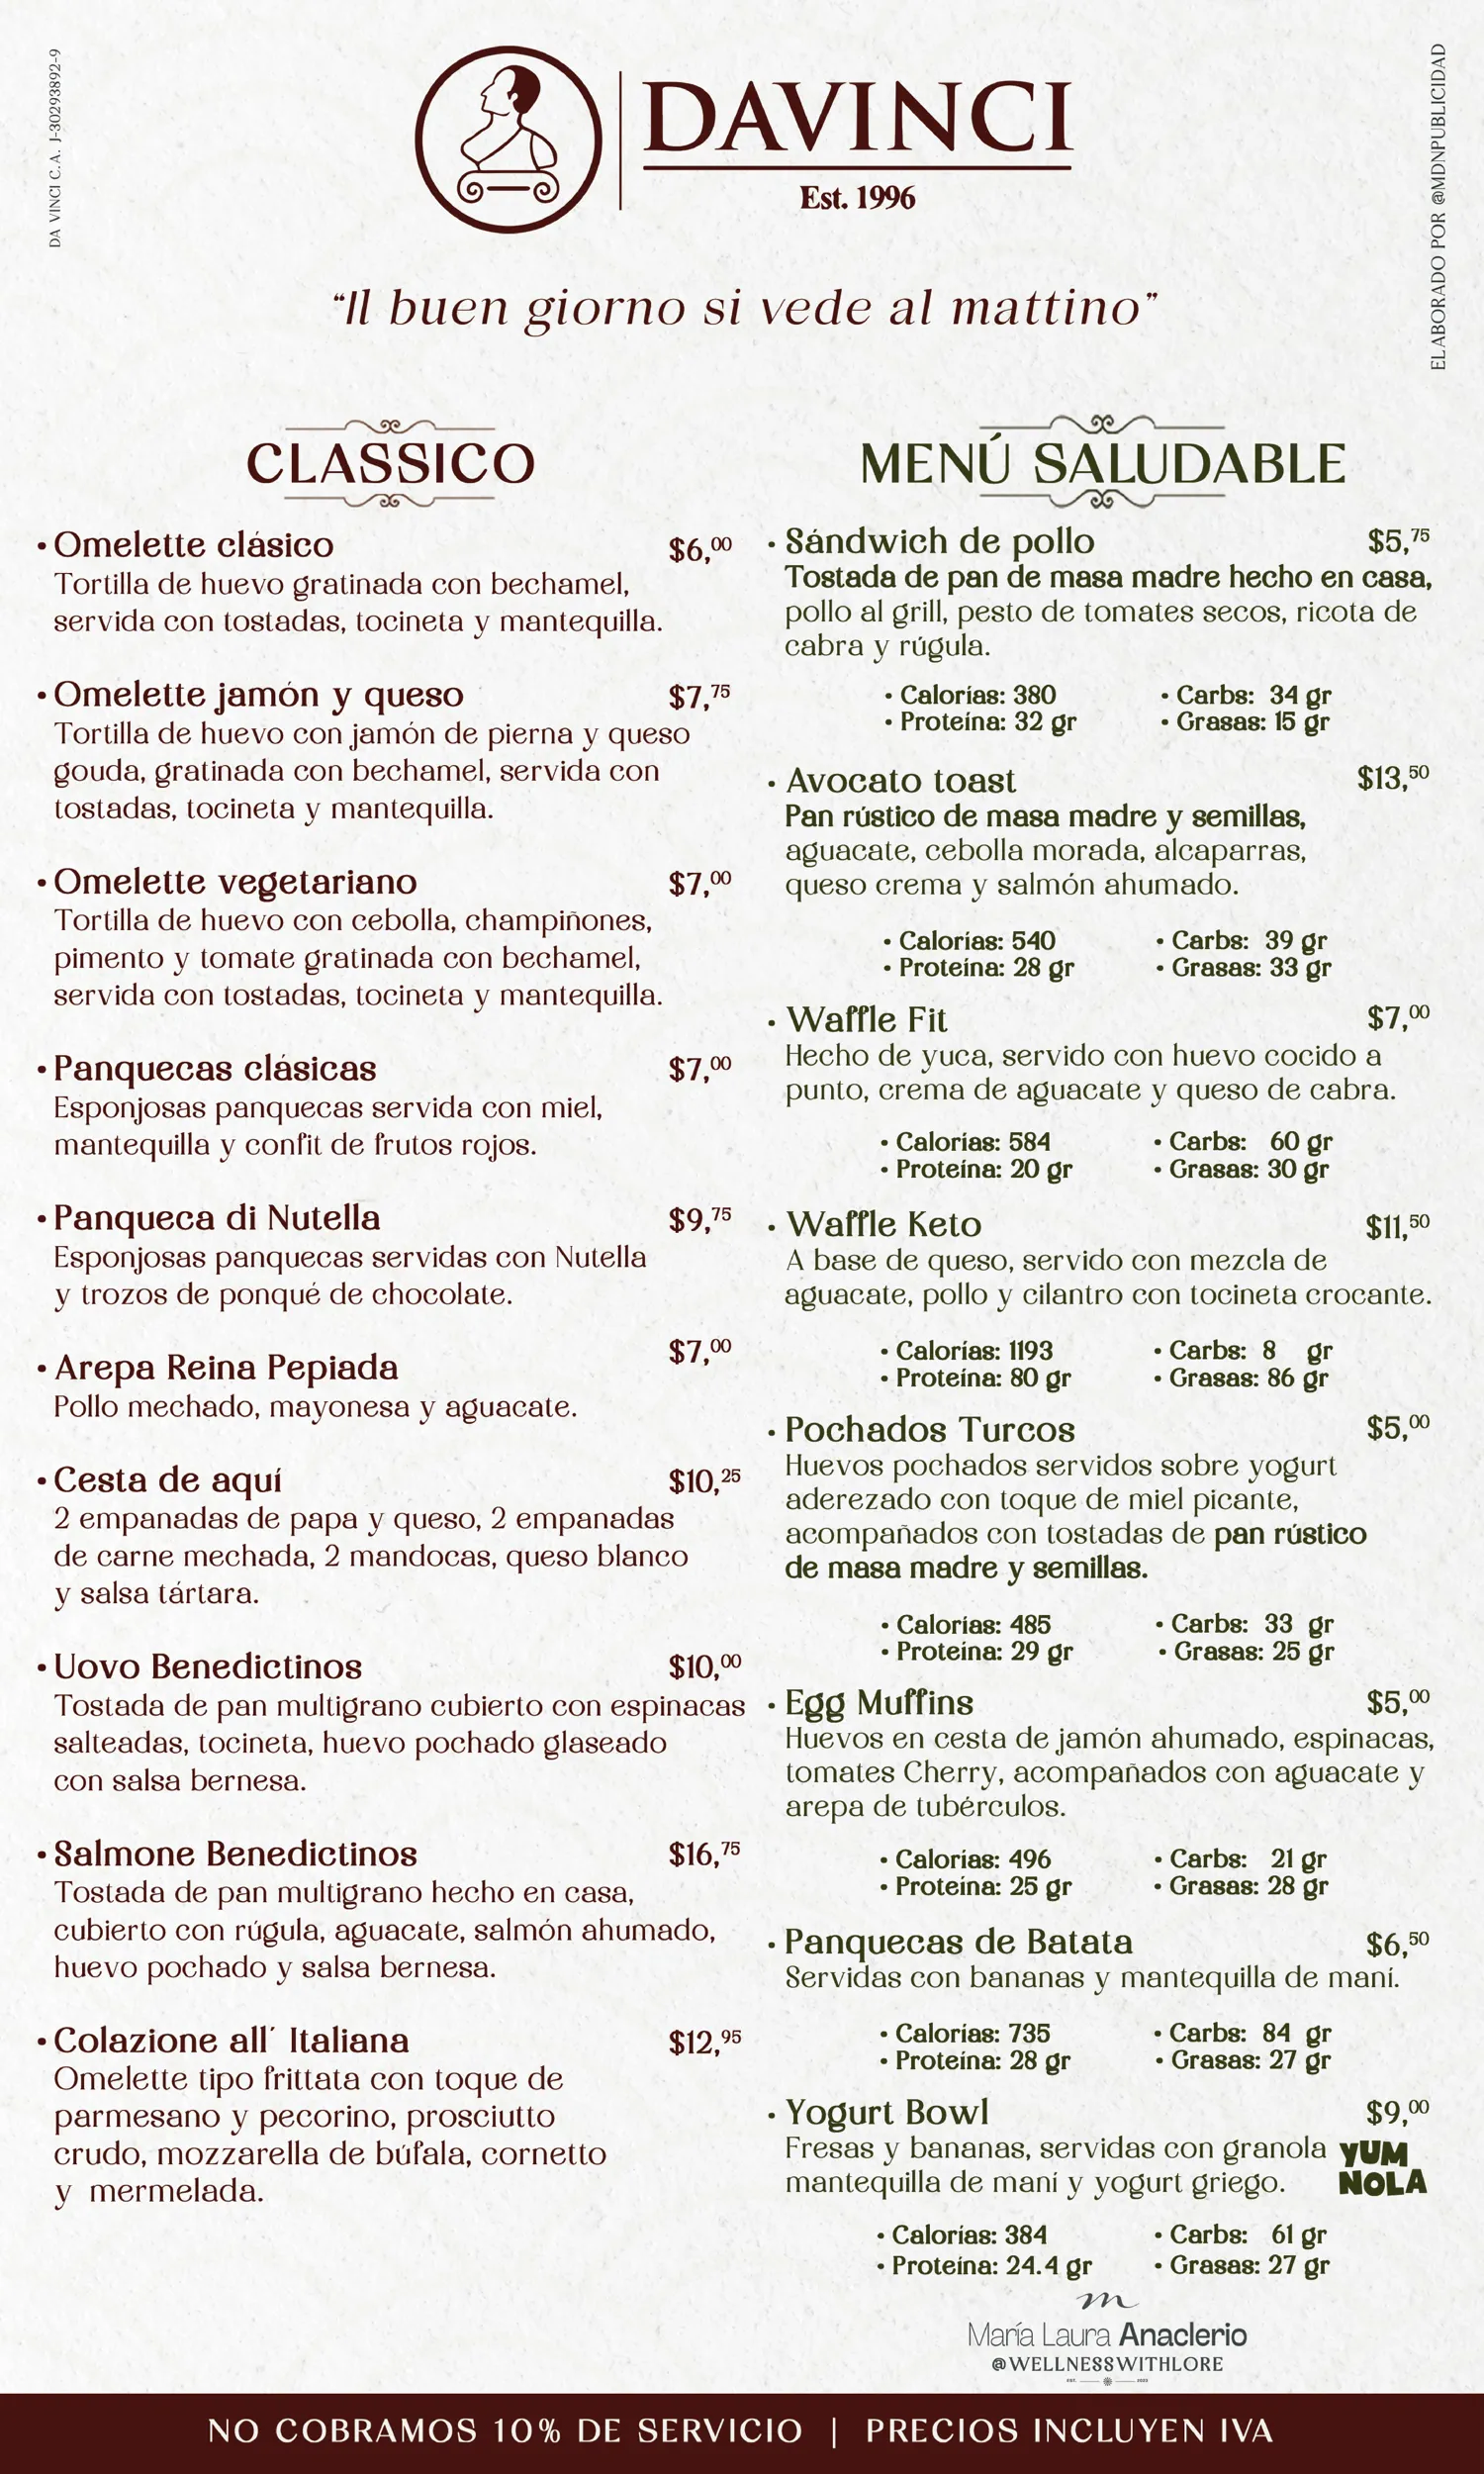 DA VINCI C.A. J-30293892-9
ELABORADO POR @MDNPUBLICIDAD
DAVINCI
Est. 1996
"Il buen giorno si vede al mattino"
CLASSICO
• Omelette clásico $6,00
Tortilla de huevo gratinada con bechamel,
servida con tostadas, tocineta y mantequilla.
• Omelette jamón y queso $7,75
Tortilla de huevo con jamón de pierna y queso
gouda, gratinada con bechamel, servida con
tostadas, tocineta y mantequilla.
• Omelette vegetariano $7,00
Tortilla de huevo con cebolla, champiñones,
pimento y tomate gratinada con bechamel,
servida con tostadas, tocineta y mantequilla.
• Panquecas clásicas $7,00
Esponjosas panquecas servida con miel,
mantequilla y confit de frutos rojos.
• Panqueca di Nutella $9,75
Esponjosas panquecas servidas con Nutella
y trozos de ponqué de chocolate.
• Arepa Reina Pepiada $7,00
Pollo mechado, mayonesa y aguacate.
• Cesta de aquí $10,25
2 empanadas de papa y queso, 2 empanadas
de carne mechada, 2 mandocas, queso blanco
y salsa tártara.
• Uovo Benedictinos $10,00
Tostada de pan multigrano cubierto con espinacas
salteadas, tocineta, huevo pochado glaseado
con salsa bernesa.
• Salmone Benedictinos $16,75
Tostada de pan multigrano hecho en casa,
cubierto con rúgula, aguacate, salmón ahumado,
huevo pochado y salsa bernesa.
• Colazione all´ Italiana $12,95
Omelette tipo frittata con toque de
parmesano y pecorino, prosciutto
crudo, mozzarella de búfala, cornetto
y mermelada.
MENÚ SALUDABLE
• Sándwich de pollo $5,75
Tostada de pan de masa madre hecho en casa,
pollo al grill, pesto de tomates secos, ricota de
cabra y rúgula.
• Calorías: 380 • Carbs: 34 gr
• Proteína: 32 gr • Grasas: 15 gr
• Avocato toast $13,50
Pan rústico de masa madre y semillas,
aguacate, cebolla morada, alcaparras,
queso crema y salmón ahumado.
• Calorías: 540 • Carbs: 39 gr
• Proteína: 28 gr • Grasas: 33 gr
• Waffle Fit $7,00
Hecho de yuca, servido con huevo cocido a
punto, crema de aguacate y queso de cabra.
• Calorías: 584 • Carbs: 60 gr
• Proteína: 20 gr • Grasas: 30 gr
• Waffle Keto $11,50
A base de queso, servido con mezcla de
aguacate, pollo y cilantro con tocineta crocante.
• Calorías: 1193 • Carbs: 8 gr
• Proteína: 80 gr • Grasas: 86 gr
• Pochados Turcos $5,00
Huevos pochados servidos sobre yogurt
aderezado con toque de miel picante,
acompañados con tostadas de pan rústico
de masa madre y semillas.
• Calorías: 485 • Carbs: 33 gr
• Proteína: 29 gr • Grasas: 25 gr
• Egg Muffins $5,00
Huevos en cesta de jamón ahumado, espinacas,
tomates Cherry, acompañados con aguacate y
arepa de tubérculos.
• Calorías: 496 • Carbs: 21 gr
• Proteína: 25 gr • Grasas: 28 gr
• Panquecas de Batata $6,50
Servidas con bananas y mantequilla de maní.
• Calorías: 735 • Carbs: 84 gr
• Proteína: 28 gr • Grasas: 27 gr
• Yogurt Bowl $9,00
Fresas y bananas, servidas con granola YUM
mantequilla de maní y yogurt griego. NOLA
• Calorías: 384 • Carbs: 61 gr
• Proteína: 24.4 gr • Grasas: 27 gr
m
María Laura Anaclerio
@WELLNESSWITHLORE
NO COBRAMOS 10% DE SERVICIO | PRECIOS INCLUYEN IVA